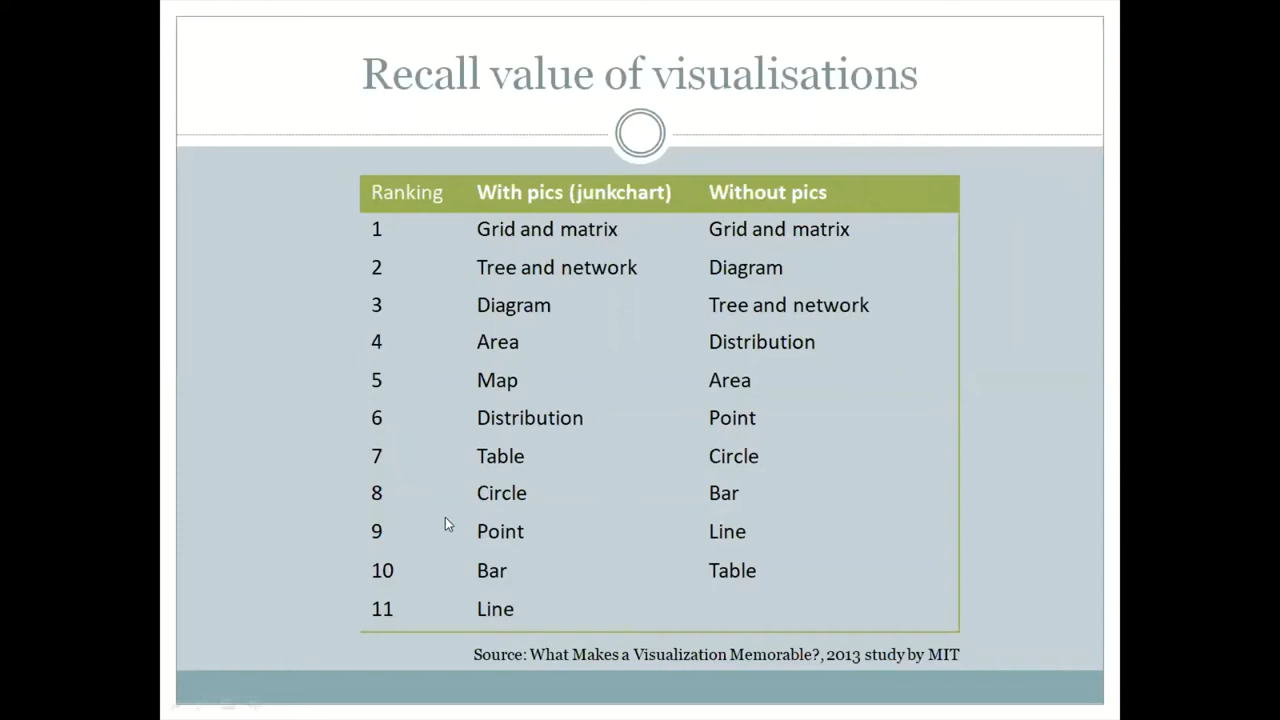 Recall value of visualisations
Ranking With pics (junkchart) Without pics
1 Grid and matrix Grid and matrix
2 Tree and network Diagram
3 Diagram Tree and network
4 Area Distribution
5 Map Area
6 Distribution Point
7 Table Circle
8 Circle Bar
9 Point Line
10 Bar Table
11 Line
Source: What Makes a Visualization Memorable?, 2013 study by MIT